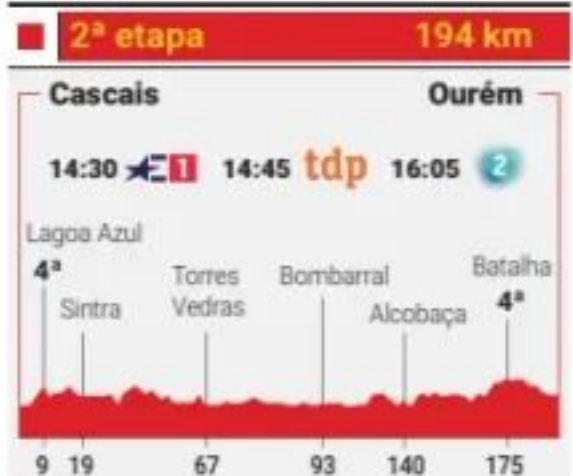 2ª etapa 194 km
Cascais Ourém
14:30 E1 14:45 tdp 16:05 2
Lagoa Azul
4ª
Sintra
Torres
Vedras
Bombarral
Alcobaça
Batalha
4ª
9 19 67 93 140 175